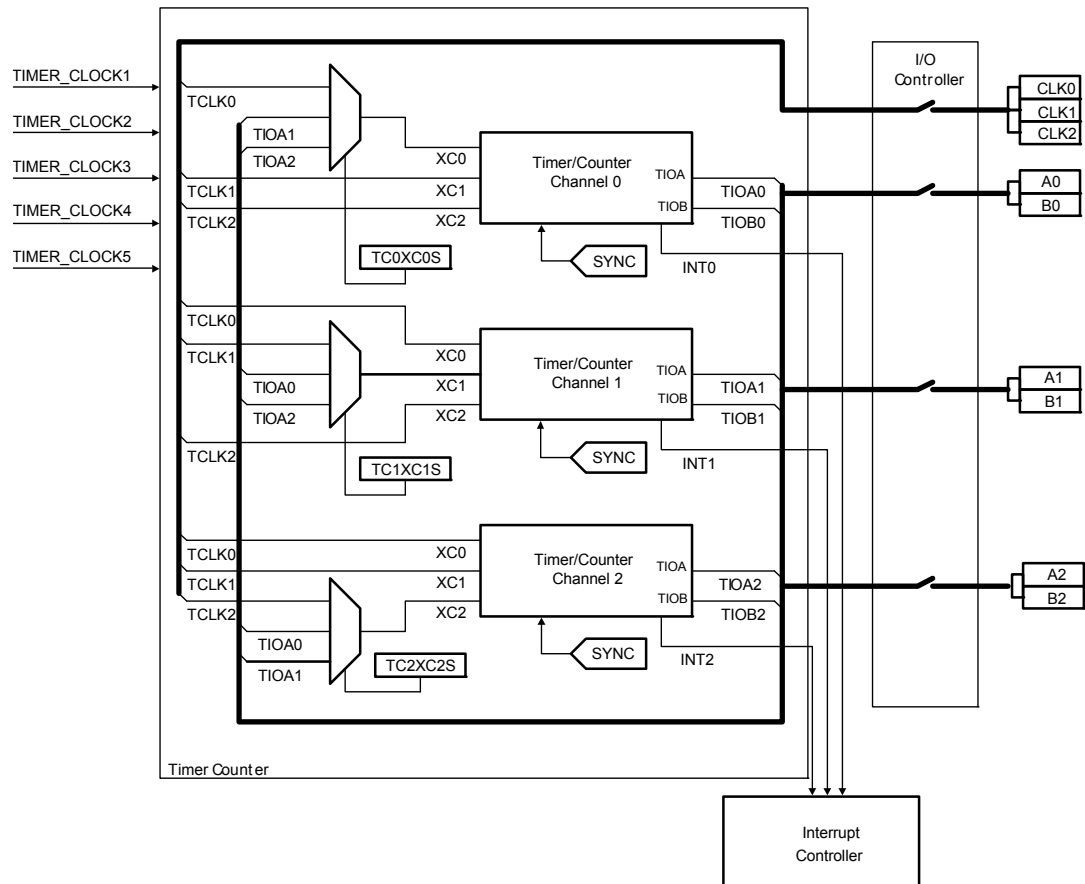 TIMER_CLOCK1
TIMER_CLOCK2
TIMER_CLOCK3
TIMER_CLOCK4
TIMER_CLOCK5
TCLK0
TIOA1
TIOA2
TCLK1
TCLK2
XC0
XC1
XC2
Timer/Counter
Channel 0
TIOA
TIOB
TIOA0
TIOB0
TC0XC0S
SYNC
INT0
TCLK0
TCLK1
TIOA0
TIOA2
TCLK2
XC0
XC1
XC2
Timer/Counter
Channel 1
TIOA
TIOB
TIOA1
TIOB1
TC1XC1S
SYNC
INT1
TCLK0
TCLK1
TCLK2
TIOA0
TIOA1
XC0
XC1
XC2
Timer/Counter
Channel 2
TIOA
TIOB
TIOA2
TIOB2
TC2XC2S
SYNC
INT2
Timer Counter
I/O
Controller
CLK0
CLK1
CLK2
A0
B0
A1
B1
A2
B2
Interrupt
Controller